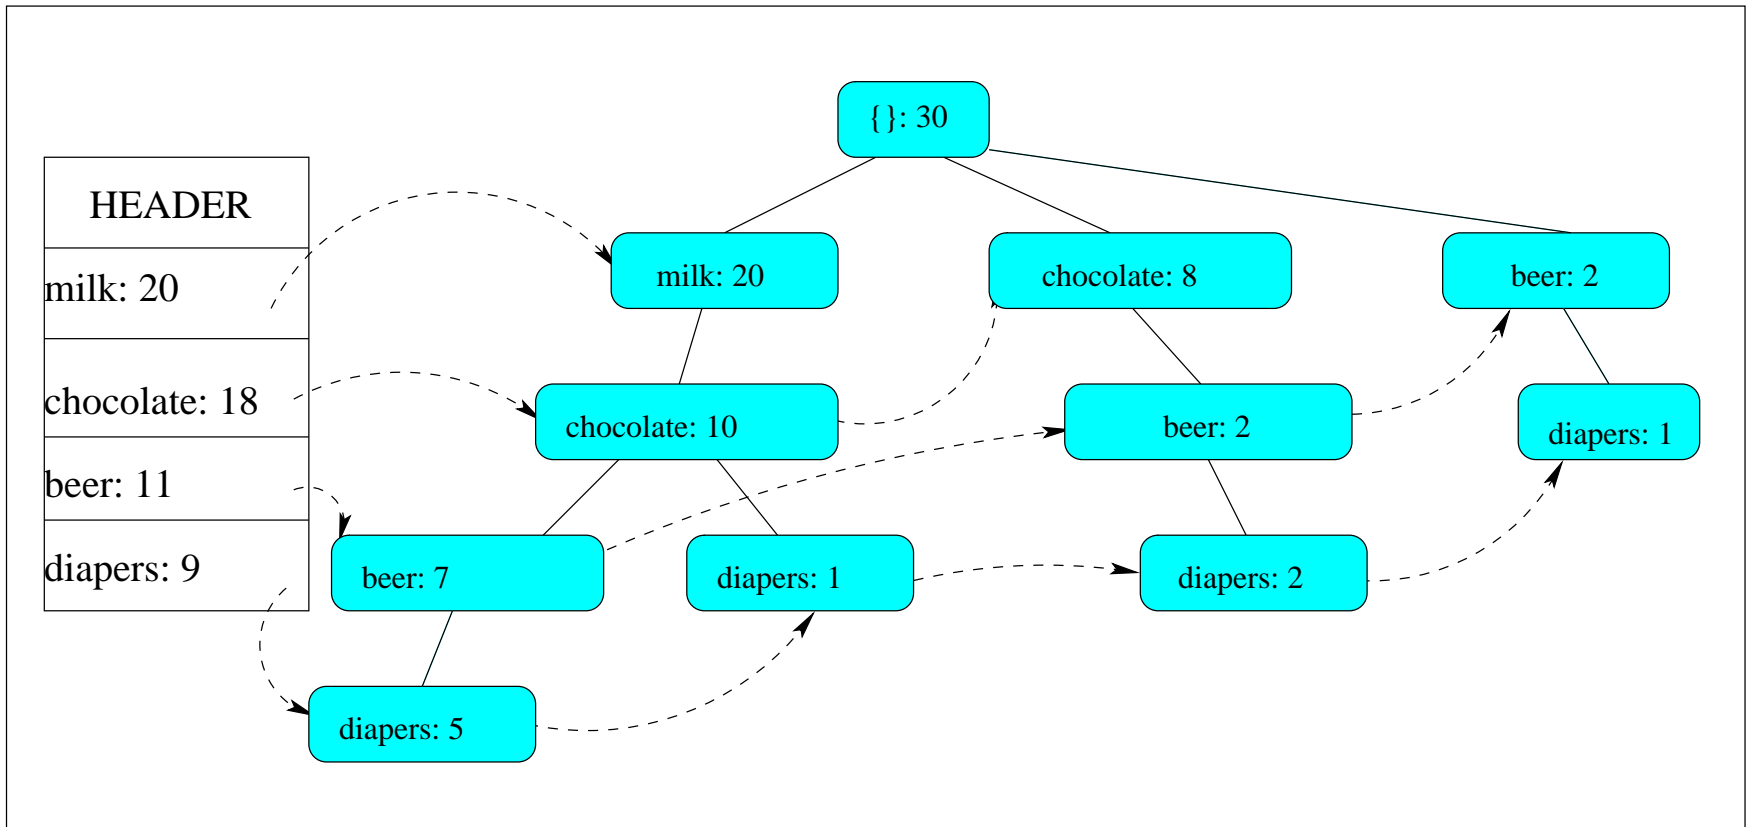 {}: 30
HEADER
milk: 20
chocolate: 18
beer: 11
diapers: 9
milk: 20
chocolate: 8
beer: 2
chocolate: 10
beer: 2
diapers: 1
beer: 7
diapers: 1
diapers: 2
diapers: 5